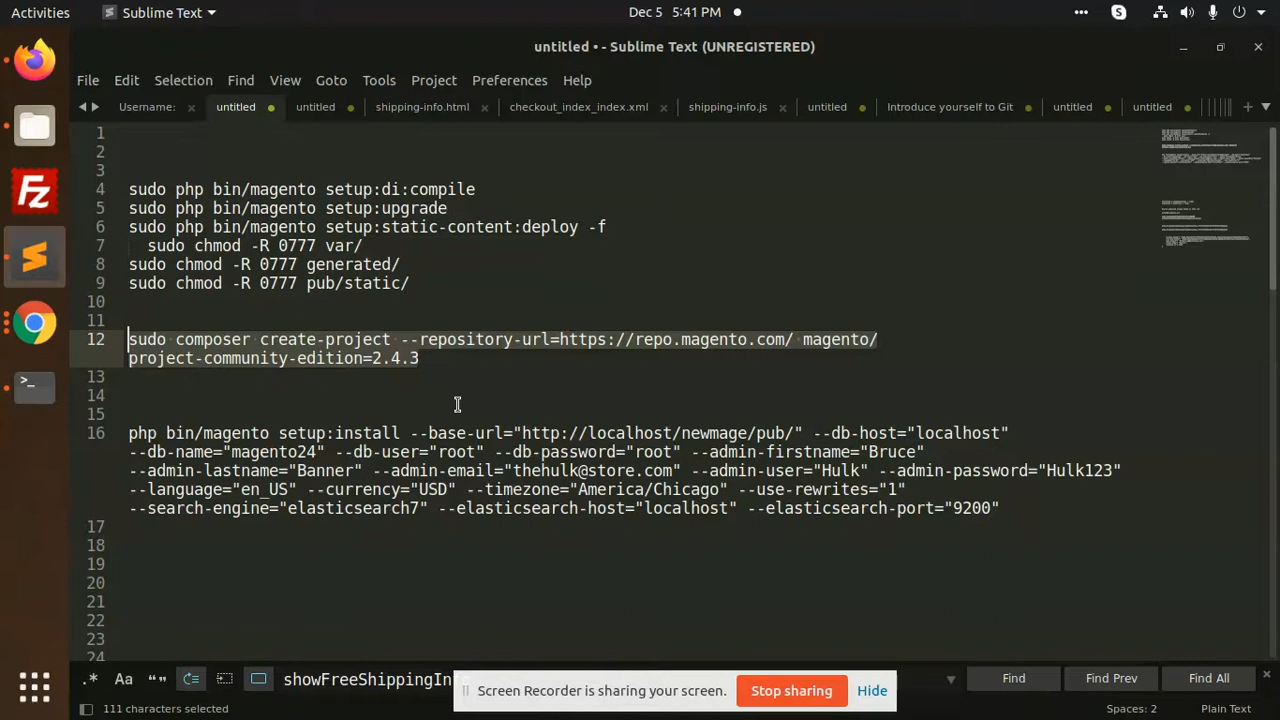 Activities
Sublime Text
Dec 5 5:41 PM
untitled • - Sublime Text (UNREGISTERED)
File Edit Selection Find View Goto Tools Project Preferences Help
Username: untitled untitled shipping-info.html checkout_index_index.xml shipping-info.js untitled Introduce yourself to Git untitled untitled
1
2
3
4 sudo php bin/magento setup:di:compile
5 sudo php bin/magento setup:upgrade
6 sudo php bin/magento setup:static-content:deploy -f
7 sudo chmod -R 0777 var/
8 sudo chmod -R 0777 generated/
9 sudo chmod -R 0777 pub/static/
10
11
12 sudo composer create-project --repository-url=https://repo.magento.com/ magento/
project-community-edition=2.4.3
13
14
15
16 php bin/magento setup:install --base-url="http://localhost/newmage/pub/" --db-host="localhost"
--db-name="magento24" --db-user="root" --db-password="root" --admin-firstname="Bruce"
--admin-lastname="Banner" --admin-email="thehulk@store.com" --admin-user="Hulk" --admin-password="Hulk123"
--language="en_US" --currency="USD" --timezone="America/Chicago" --use-rewrites="1"
--search-engine="elasticsearch7" --elasticsearch-host="localhost" --elasticsearch-port="9200"
17
18
19
20
21
22
23
24
.* Aa “” showFreeShippingInf Find Find Prev Find All
Screen Recorder is sharing your screen. Stop sharing Hide
111 characters selected Spaces: 2 Plain Text